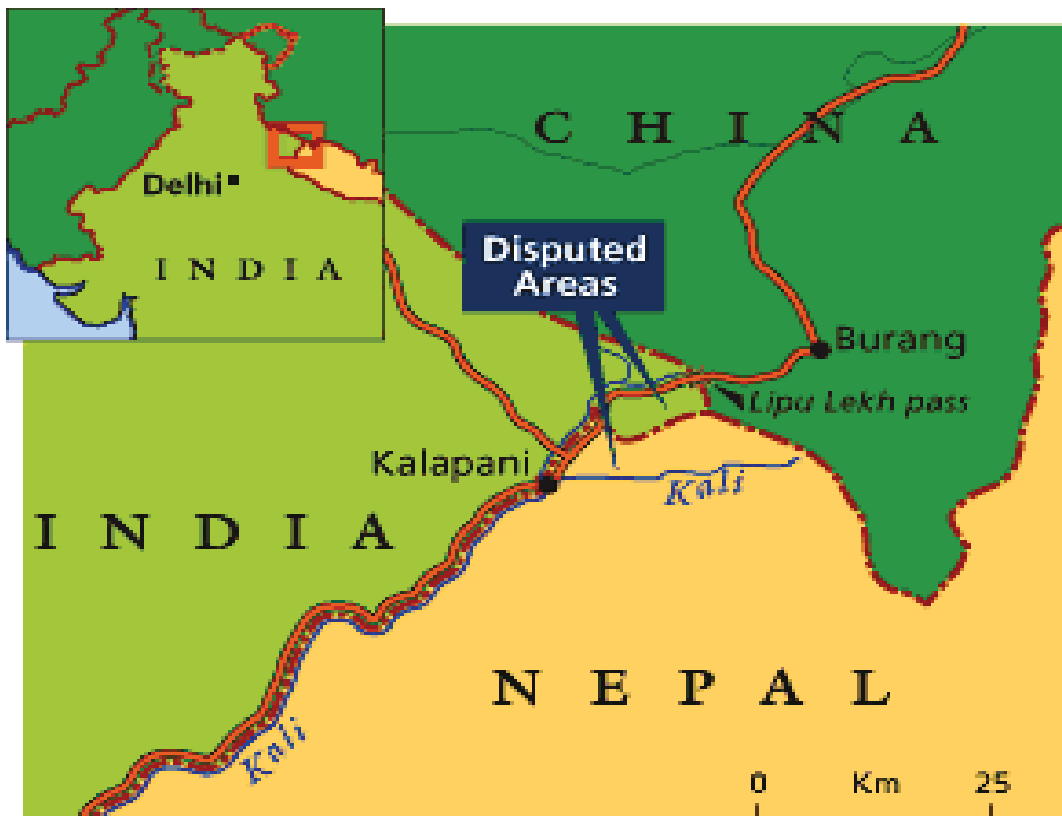 Delhi
INDIA
CHINA
Disputed
Areas
Burang
Lipu Lekh pass
Kalapani
Kali
INDIA
NEPAL
Kali
0 Km 25